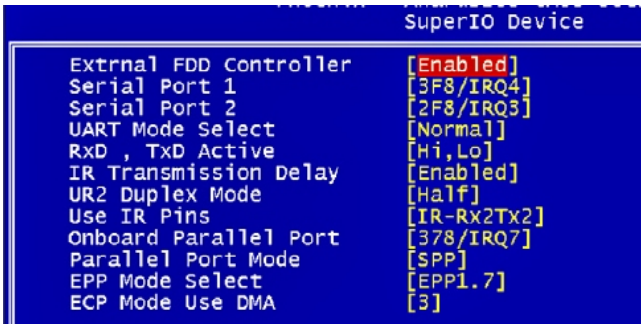 SuperIO Device
Extrnal FDD Controller [Enabled]
Serial Port 1 [3F8/IRQ4]
Serial Port 2 [2F8/IRQ3]
UART Mode Select [Normal]
RxD , TxD Active [Hi,Lo]
IR Transmission Delay [Enabled]
UR2 Duplex Mode [Half]
Use IR Pins [IR-Rx2Tx2]
Onboard Parallel Port [378/IRQ7]
Parallel Port Mode [SPP]
EPP Mode Select [EPP1.7]
ECP Mode Use DMA [3]